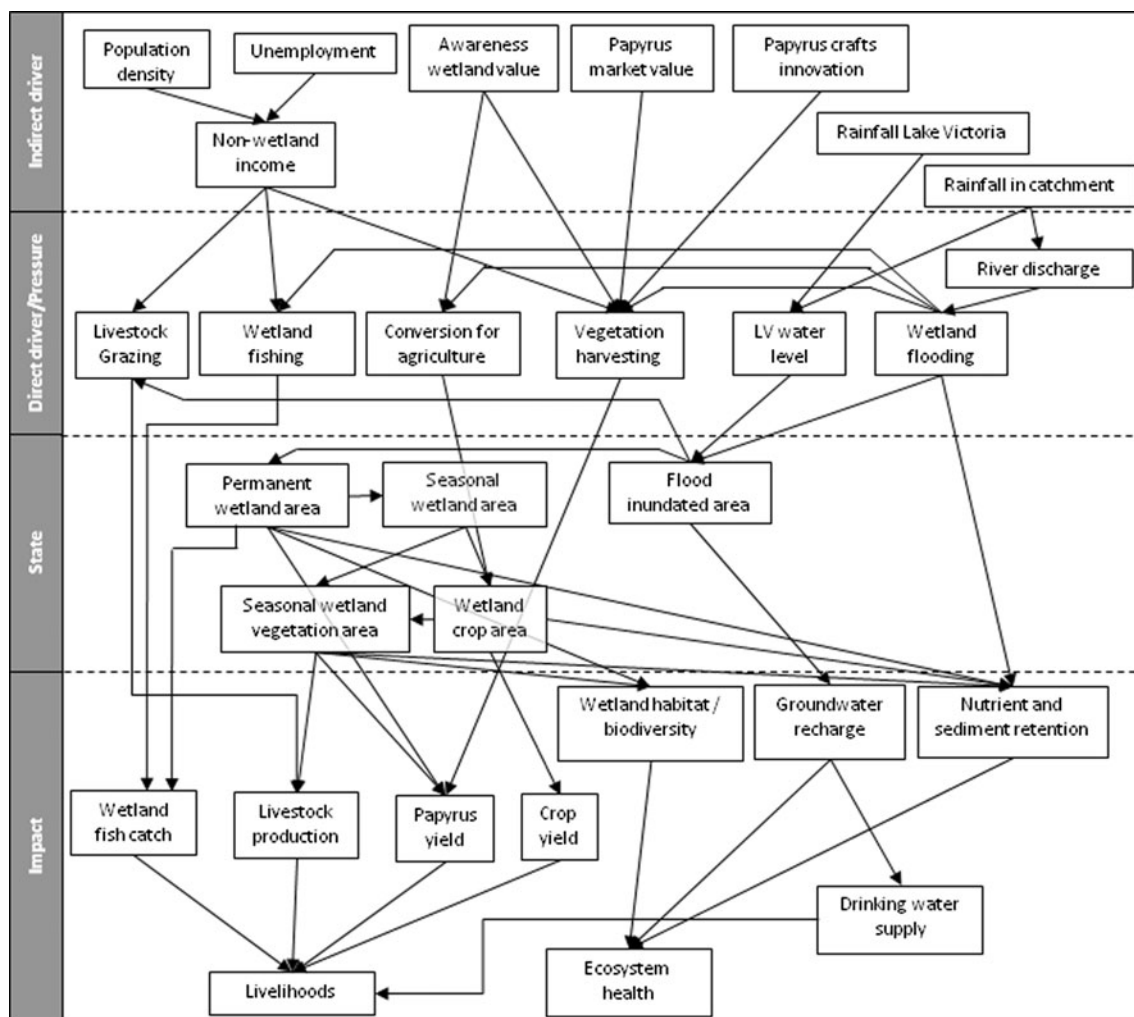 Indirect driver
Population
density
Unemployment
Awareness
wetland value
Papyrus
market value
Papyrus crafts
innovation
Non-wetland
income
Rainfall Lake Victoria
Rainfall in catchment
Direct driver/Pressure
River discharge
Livestock
Grazing
Wetland
fishing
Conversion for
agriculture
Vegetation
harvesting
LV water
level
Wetland
flooding
State
Permanent
wetland area
Seasonal
wetland area
Flood
inundated area
Seasonal wetland
vegetation area
Wetland
crop area
Impact
Wetland habitat /
biodiversity
Groundwater
recharge
Nutrient and
sediment retention
Wetland
fish catch
Livestock
production
Papyrus
yield
Crop
yield
Drinking water
supply
Livelihoods
Ecosystem
health